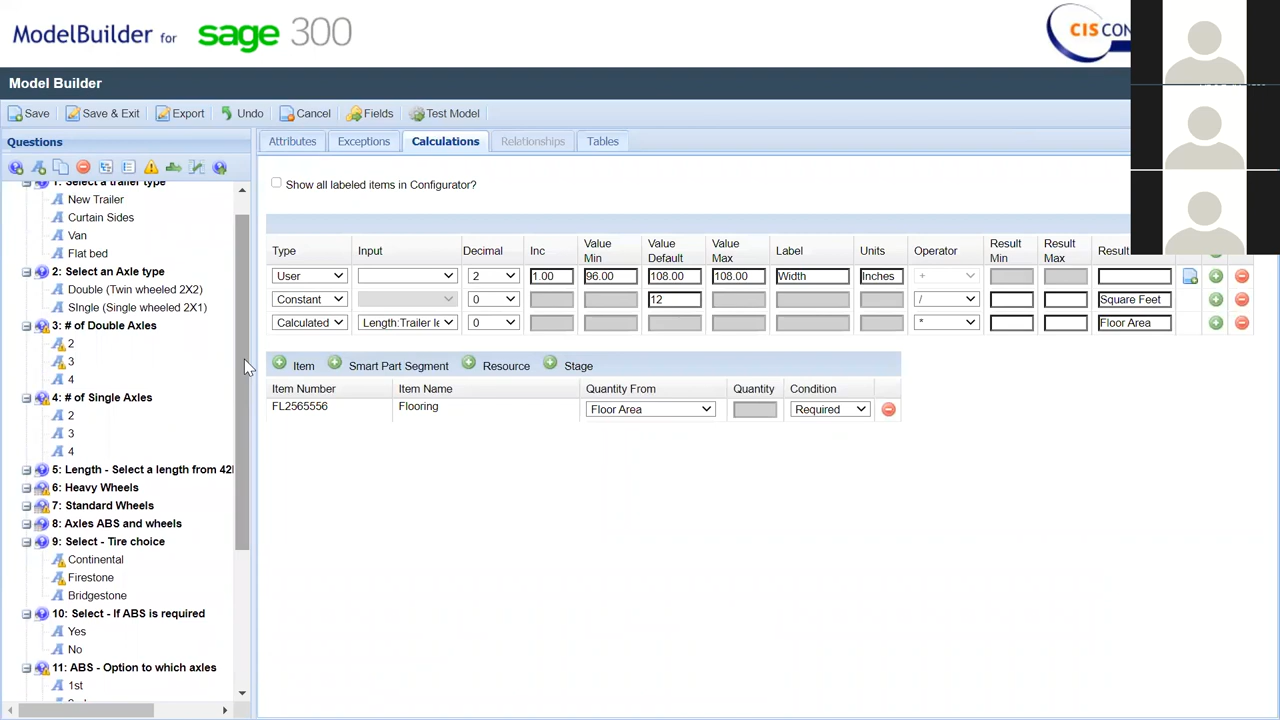 ModelBuilder for sage 300
CIS CON
Model Builder
Save Save & Exit Export Undo Cancel Fields Test Model
Questions
Attributes Exceptions Calculations Relationships Tables
1: Select a trailer type
New Trailer
Curtain Sides
Van
Flat bed
2: Select an Axle type
Double (Twin wheeled 2X2)
SIngle (Single wheeled 2X1)
3: # of Double Axles
2
3
4
4: # of Single Axles
2
3
4
5: Length - Select a length from 42
6: Heavy Wheels
7: Standard Wheels
8: Axles ABS and wheels
9: Select - Tire choice
Continental
Firestone
Bridgestone
10: Select - If ABS is required
Yes
No
11: ABS - Option to which axles
1st
Show all labeled items in Configurator?
Type Input Decimal Inc Value Min Value Default Value Max Label Units Operator Result Min Result Max Result
User 2 1.00 96.00 108.00 108.00 Width Inches +
Constant 0 12 / Square Feet
Calculated Length:Trailer le 0 * Floor Area
Item Smart Part Segment Resource Stage
Item Number Item Name Quantity From Quantity Condition
FL2565556 Flooring Floor Area Required